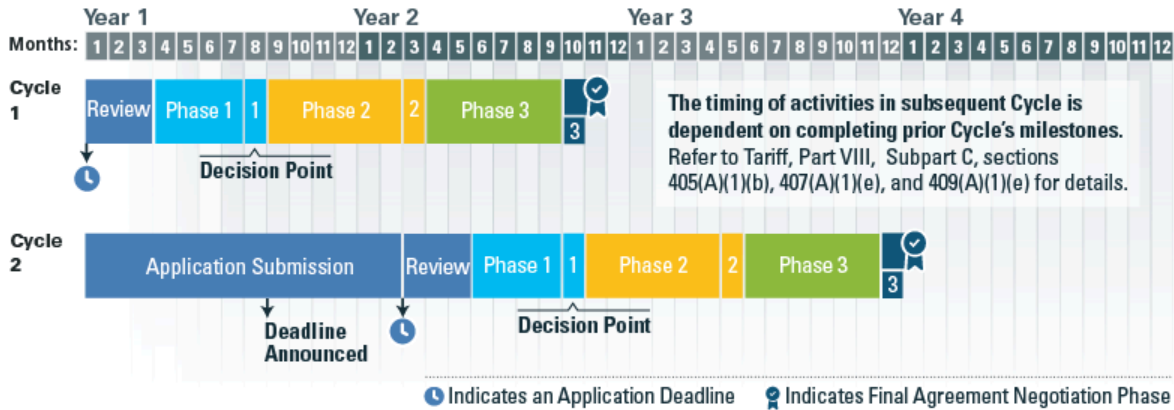 Year 1 Year 2 Year 3 Year 4
Months: 1 2 3 4 5 6 7 8 9 10 11 12 1 2 3 4 5 6 7 8 9 10 11 12 1 2 3 4 5 6 7 8 9 10 11 12 1 2 3 4 5 6 7 8 9 10 11 12
Cycle
1
Review Phase 1 1 Phase 2 2 Phase 3
3
Decision Point
The timing of activities in subsequent Cycle is
dependent on completing prior Cycle's milestones.
Refer to Tariff, Part VIII, Subpart C, sections
405(A)(1)(b), 407(A)(1)(e), and 409(A)(1)(e) for details.
Cycle
2
Application Submission Review Phase 1 1 Phase 2 2 Phase 3
3
Deadline
Announced
Decision Point
Indicates an Application Deadline Indicates Final Agreement Negotiation Phase